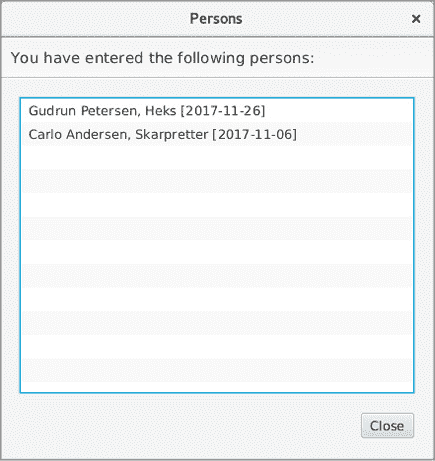 Persons
You have entered the following persons:
Gudrun Petersen, Heks [2017-11-26]
Carlo Andersen, Skarpretter [2017-11-06]
Close